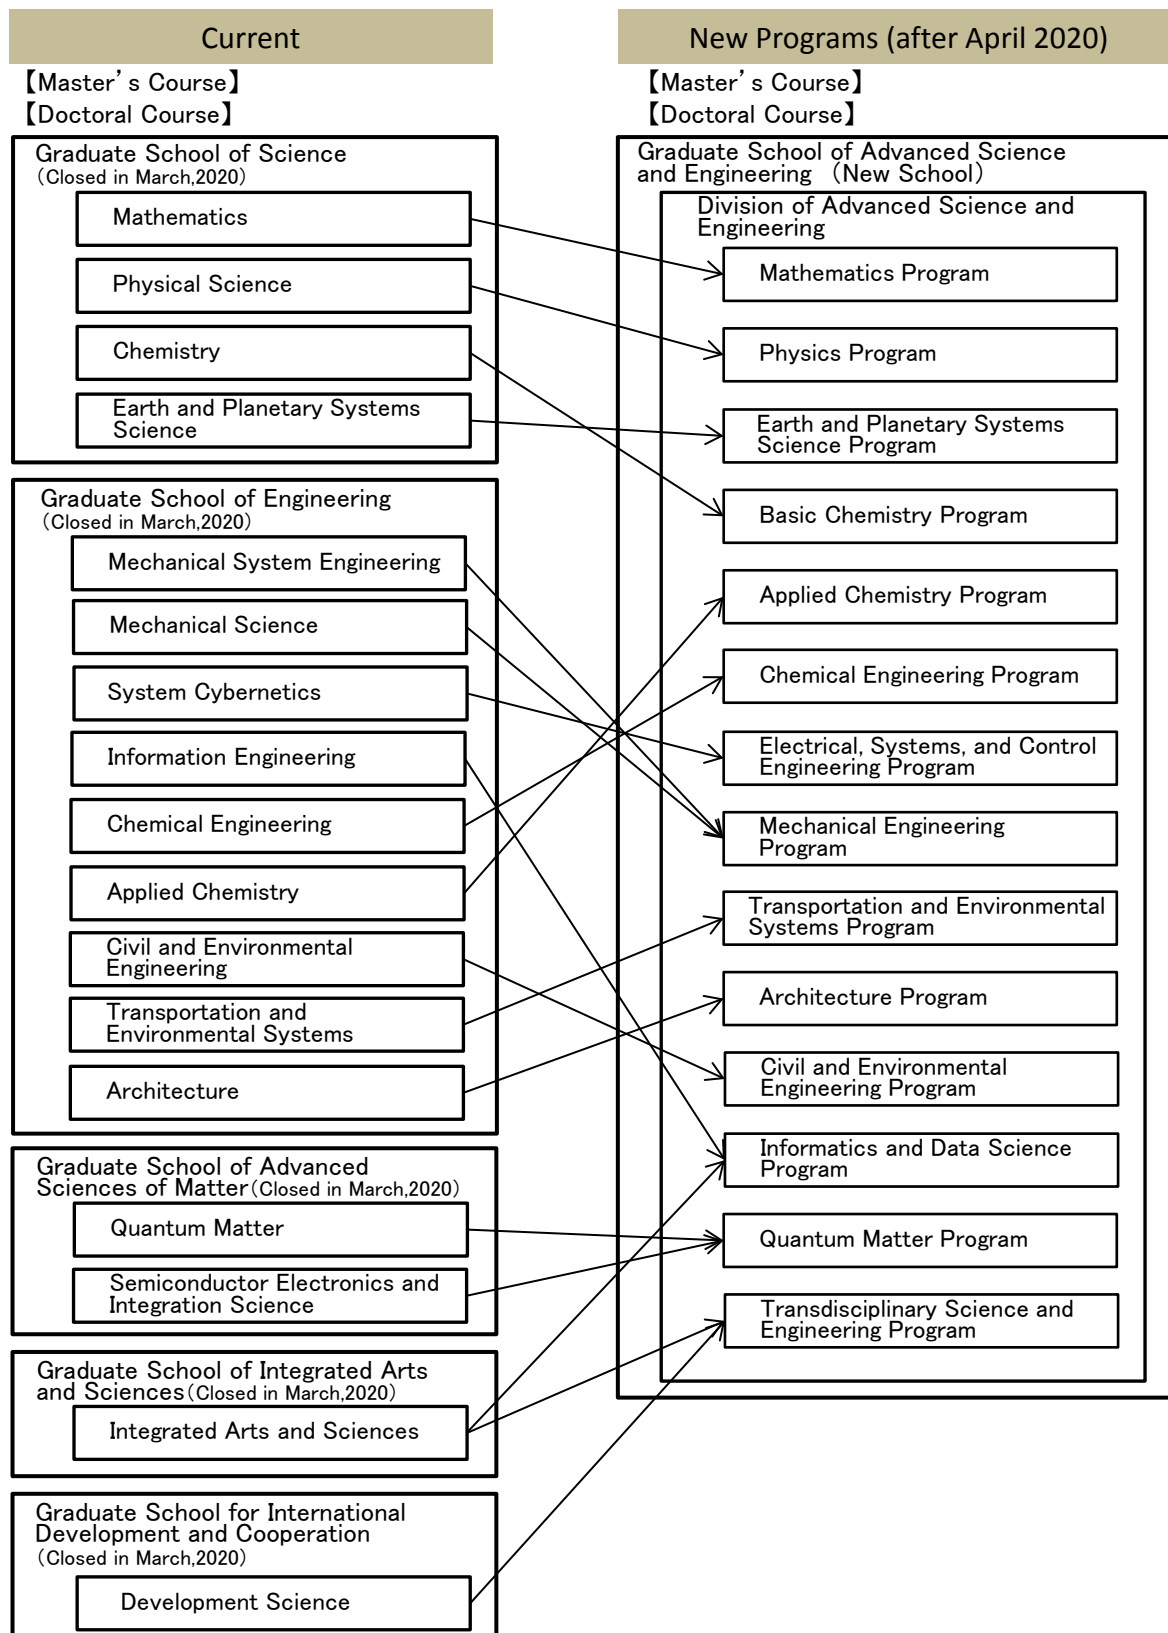 Current
【Master’s Course】
【Doctoral Course】
Graduate School of Science
(Closed in March,2020)
Mathematics
Physical Science
Chemistry
Earth and Planetary Systems
Science
Graduate School of Engineering
(Closed in March,2020)
Mechanical System Engineering
Mechanical Science
System Cybernetics
Information Engineering
Chemical Engineering
Applied Chemistry
Civil and Environmental
Engineering
Transportation and
Environmental Systems
Architecture
Graduate School of Advanced
Sciences of Matter(Closed in March,2020)
Quantum Matter
Semiconductor Electronics and
Integration Science
Graduate School of Integrated Arts
and Sciences(Closed in March,2020)
Integrated Arts and Sciences
Graduate School for International
Development and Cooperation
(Closed in March,2020)
Development Science
New Programs (after April 2020)
【Master’s Course】
【Doctoral Course】
Graduate School of Advanced Science
and Engineering （New School）
Division of Advanced Science and
Engineering
Mathematics Program
Physics Program
Earth and Planetary Systems
Science Program
Basic Chemistry Program
Applied Chemistry Program
Chemical Engineering Program
Electrical, Systems, and Control
Engineering Program
Mechanical Engineering
Program
Transportation and Environmental
Systems Program
Architecture Program
Civil and Environmental
Engineering Program
Informatics and Data Science
Program
Quantum Matter Program
Transdisciplinary Science and
Engineering Program